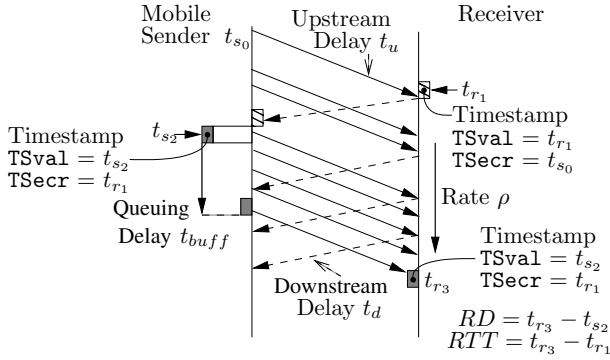 Mobile
Sender
t_{s_0}
Upstream
Delay t_u
Receiver
t_{r_1}
Timestamp
TSval = t_{r_1}
TSecr = t_{s_0}
Timestamp
TSval = t_{s_2}
TSecr = t_{r_1}
t_{s_2}
Queuing
Delay t_{buff}
Rate ρ
Timestamp
TSval = t_{s_2}
TSecr = t_{r_1}
t_{r_3}
Downstream
Delay t_d
RD = t_{r_3} − t_{s_2}
RTT = t_{r_3} − t_{r_1}